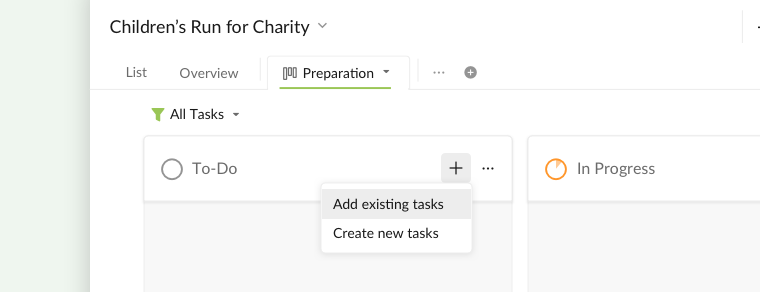 Children’s Run for Charity
List Overview Preparation ...
All Tasks
To-Do ... In Progress
Add existing tasks
Create new tasks